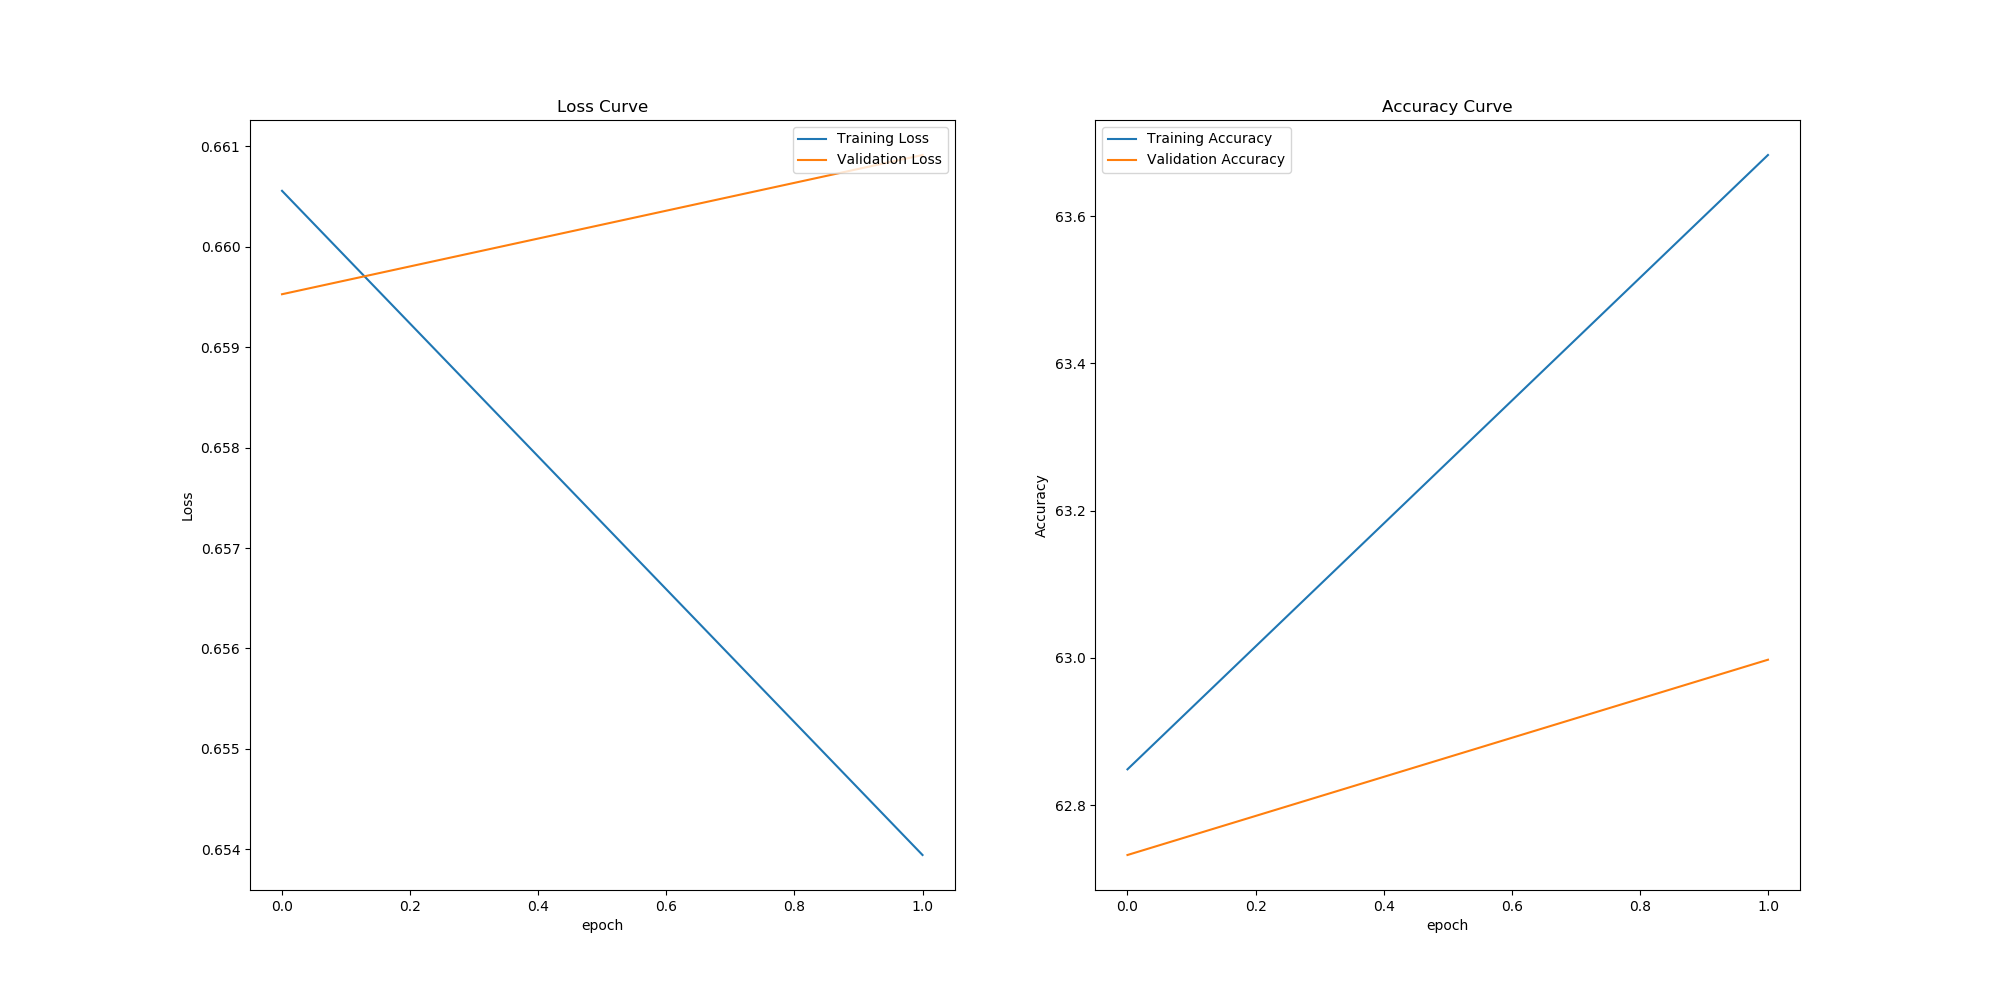 Loss Curve
Training Loss
Validation Loss
0.661
0.660
0.659
0.658
0.657
0.656
0.655
0.654
Loss
0.0 0.2 0.4 0.6 0.8 1.0
epoch
Accuracy Curve
Training Accuracy
Validation Accuracy
63.6
63.4
63.2
63.0
62.8
Accuracy
0.0 0.2 0.4 0.6 0.8 1.0
epoch